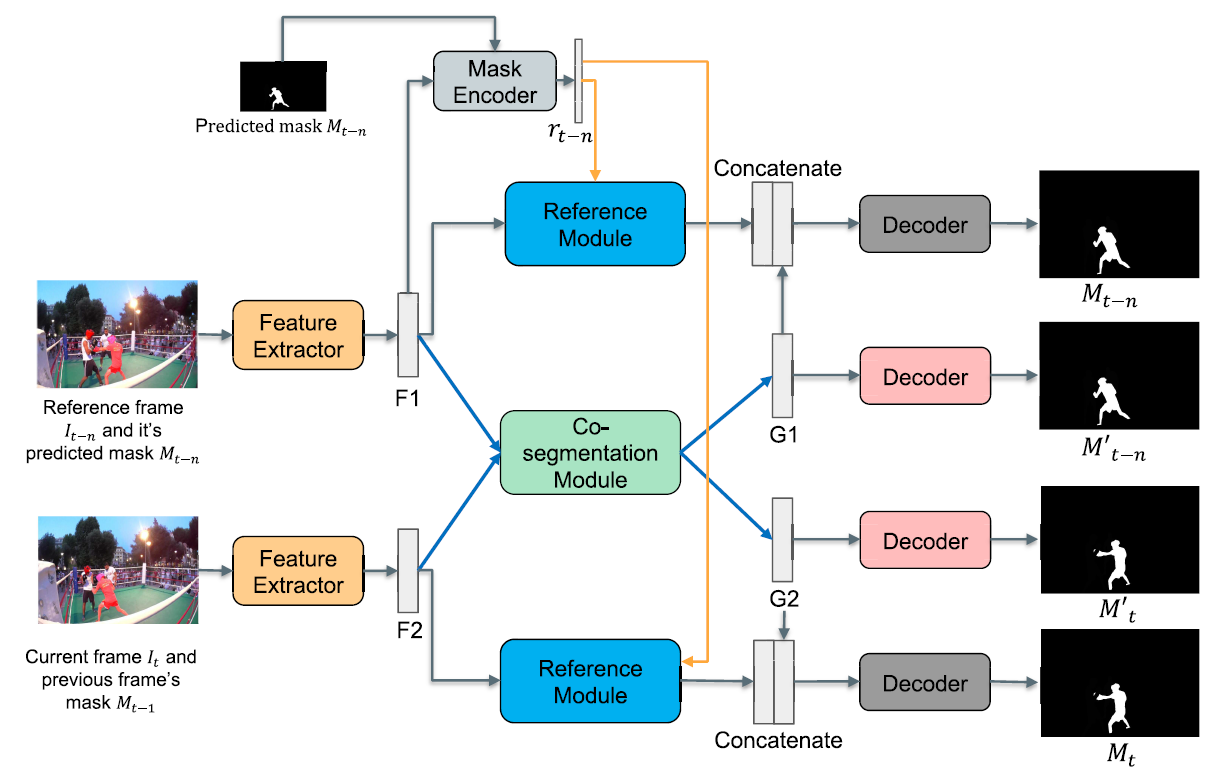 Mask
Encoder
Predicted mask M_{t−n}
r_{t−n}
Concatenate
Reference
Module
Decoder
M_{t−n}
Feature
Extractor
F1
Reference frame
I_{t−n} and it's
predicted mask M_{t−n}
Co-
segmentation
Module
G1
Decoder
M'_{t−n}
Feature
Extractor
F2
G2
Decoder
M'_t
Current frame I_t and
previous frame's
mask M_{t−1}
Reference
Module
Concatenate
Decoder
M_t